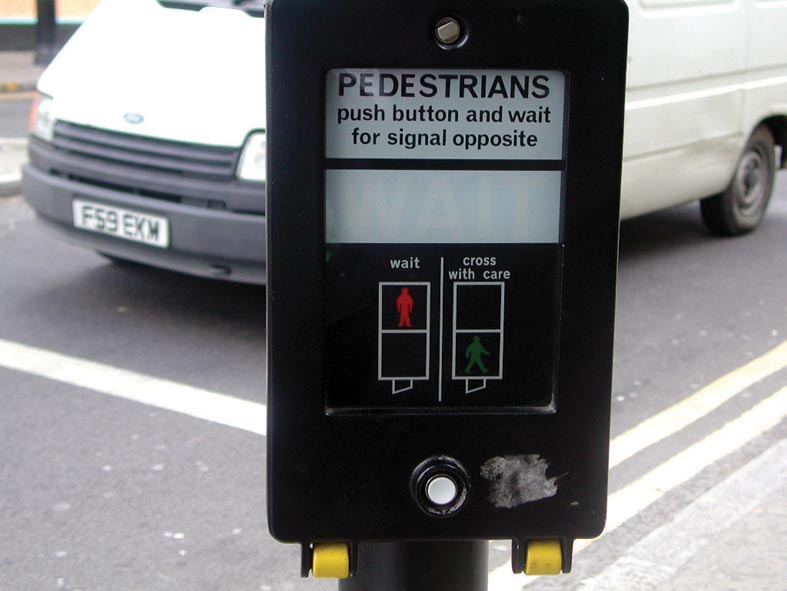 PEDESTRIANS
push button and wait
for signal opposite
WAIT
wait
cross
with care
F59 EKM